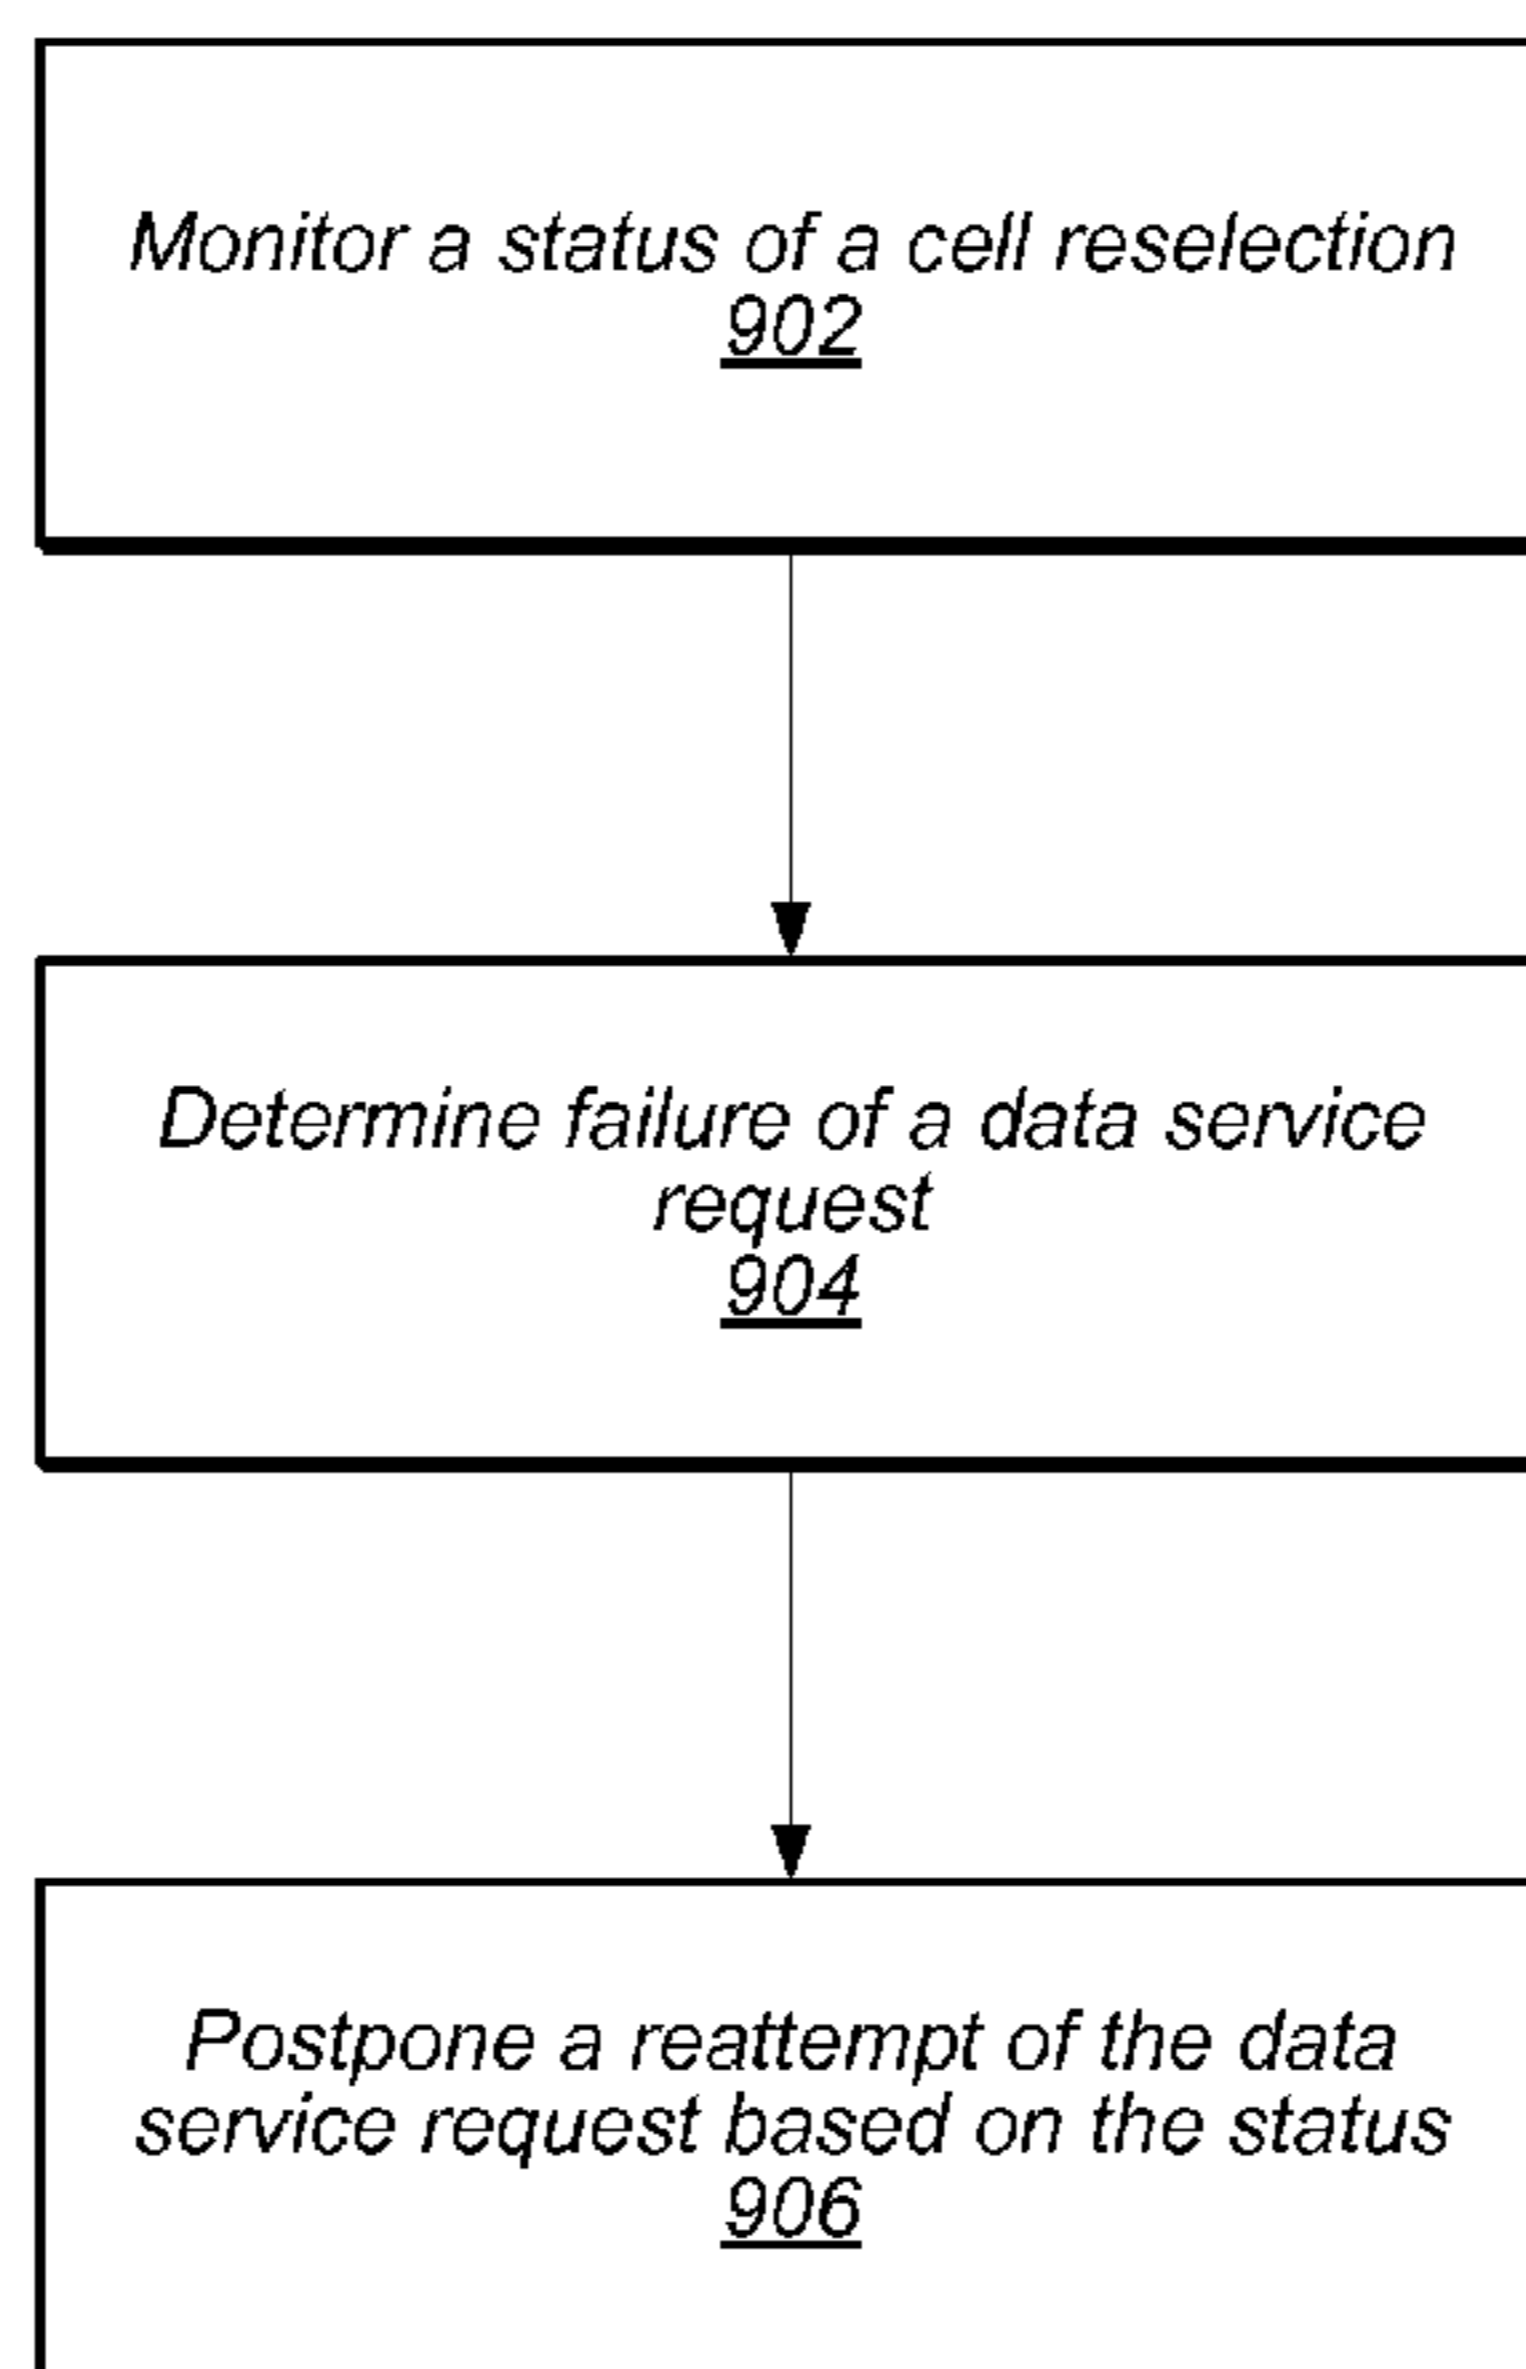 Monitor a status of a cell reselection
902
Determine failure of a data service
request
904
Postpone a reattempt of the data
service request based on the status
906